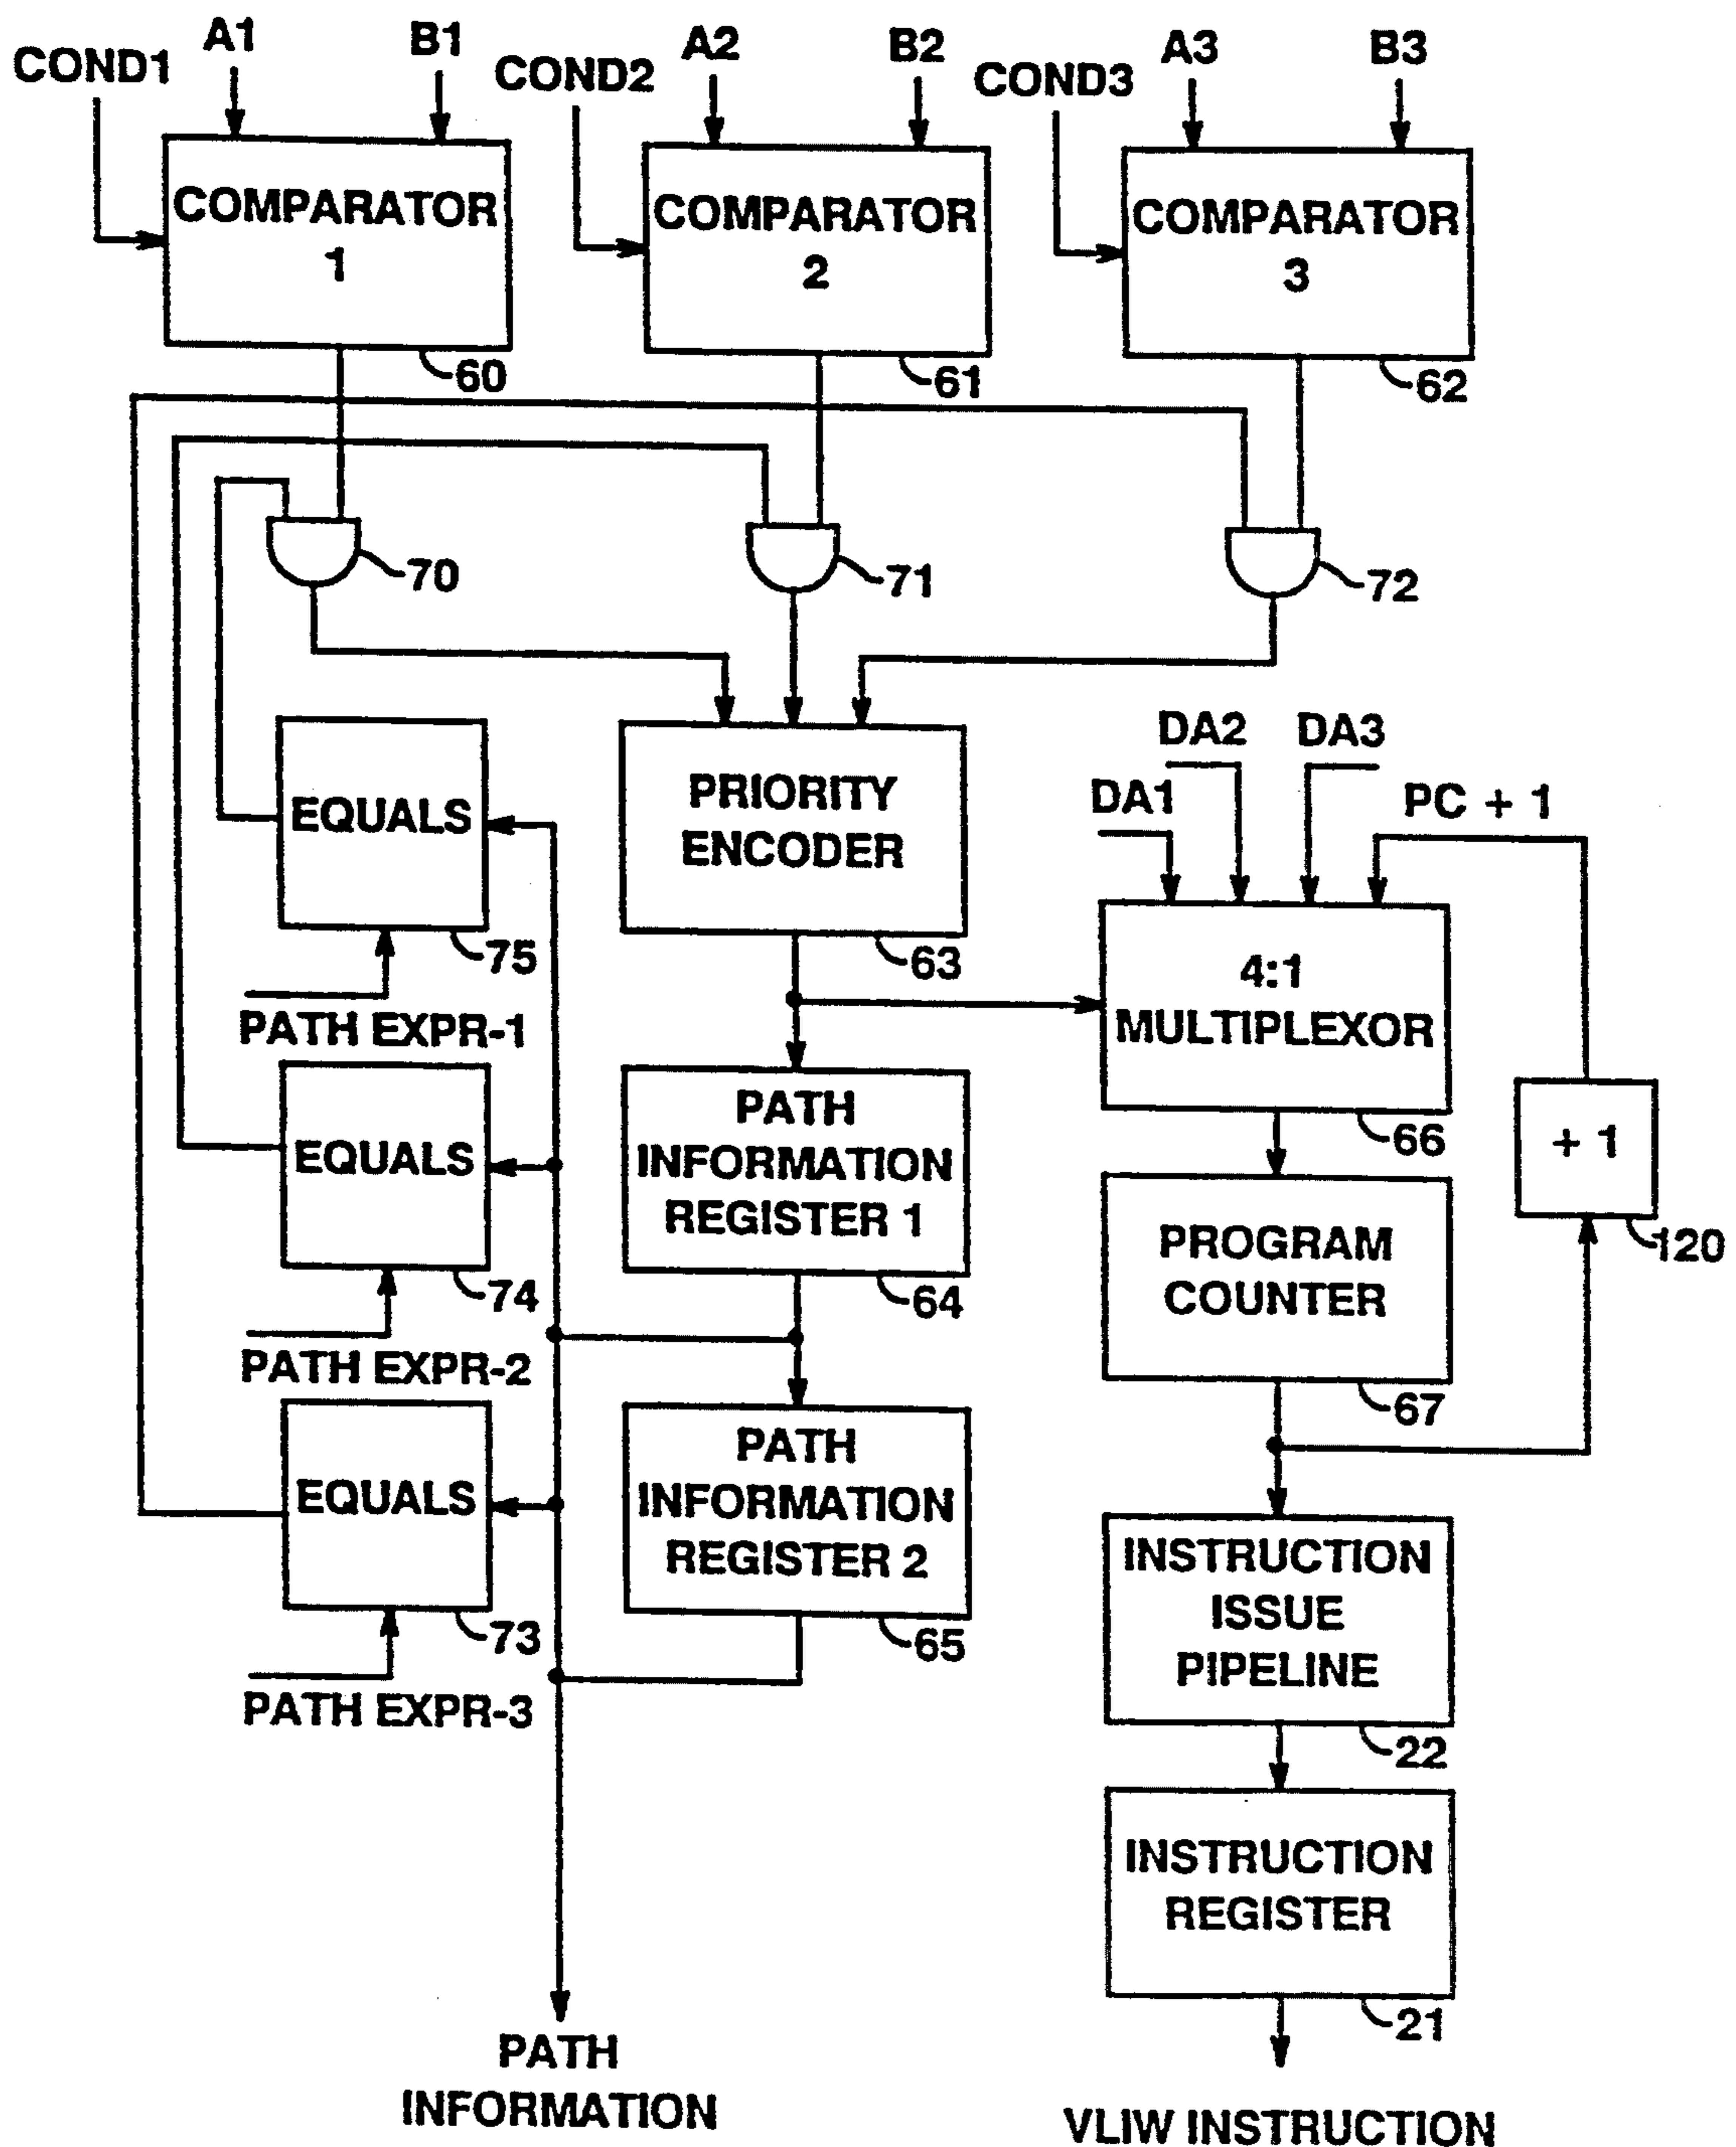 COND1
A1
B1
COND2
A2
B2
COND3
A3
B3
COMPARATOR
1
COMPARATOR
2
COMPARATOR
3
60
61
62
70
71
72
DA2
DA3
DA1
PC + 1
EQUALS
PRIORITY
ENCODER
75
63
4:1
MULTIPLEXOR
PATH EXPR-1
66
PATH
INFORMATION
REGISTER 1
EQUALS
+ 1
120
74
64
PROGRAM
COUNTER
PATH EXPR-2
67
EQUALS
PATH
INFORMATION
REGISTER 2
73
65
INSTRUCTION
ISSUE
PIPELINE
PATH EXPR-3
22
INSTRUCTION
REGISTER
21
PATH
INFORMATION
VLIW INSTRUCTION